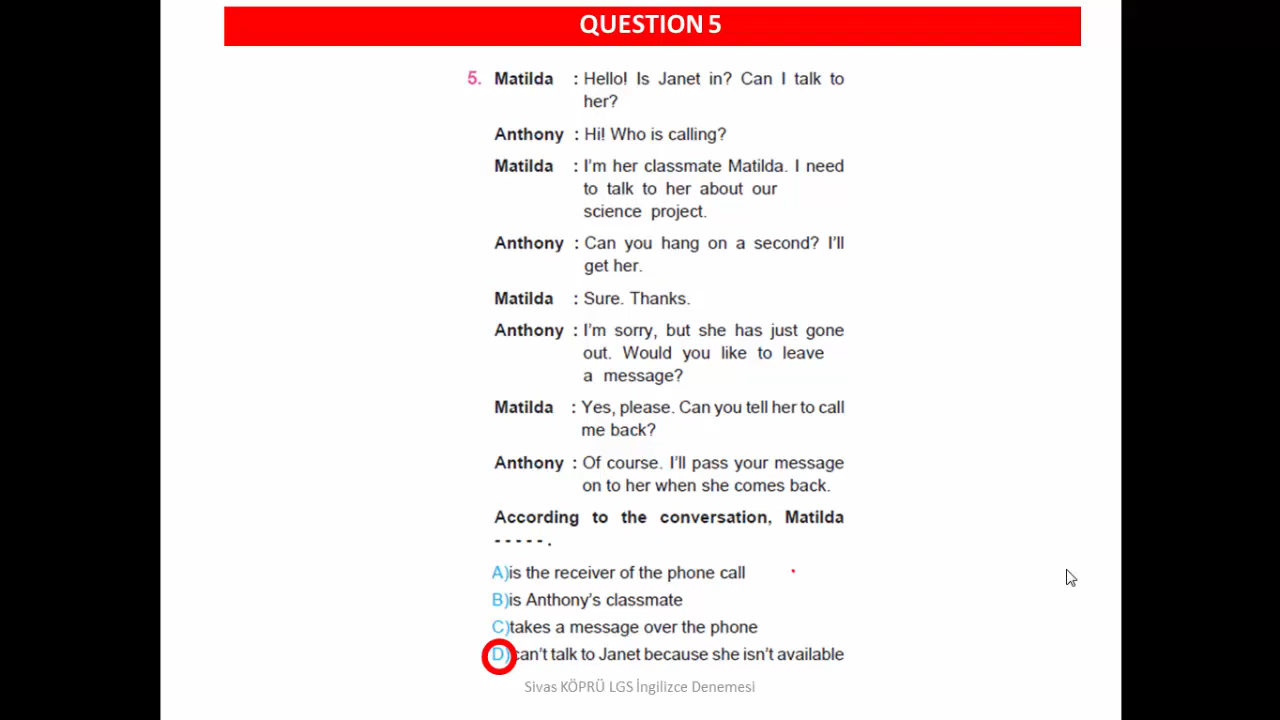 QUESTION 5
5. Matilda : Hello! Is Janet in? Can I talk to
her?
Anthony : Hi! Who is calling?
Matilda : I'm her classmate Matilda. I need
to talk to her about our
science project.
Anthony : Can you hang on a second? I'll
get her.
Matilda : Sure. Thanks.
Anthony : I'm sorry, but she has just gone
out. Would you like to leave
a message?
Matilda : Yes, please. Can you tell her to call
me back?
Anthony : Of course. I'll pass your message
on to her when she comes back.
According to the conversation, Matilda
- - - - - .
A)is the receiver of the phone call
B)is Anthony's classmate
C)takes a message over the phone
D)can't talk to Janet because she isn't available
Sivas KÖPRÜ LGS İngilizce Denemesi